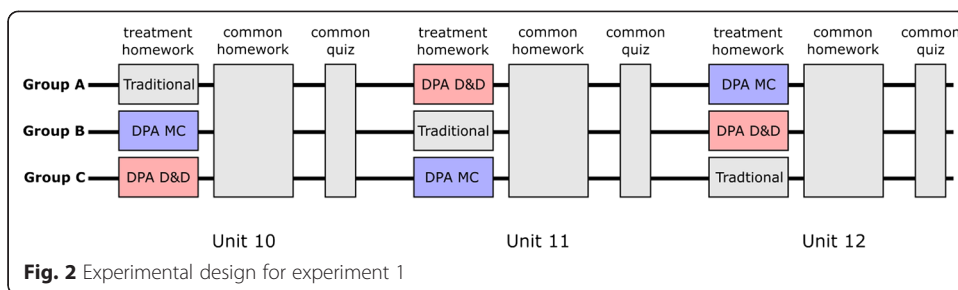 treatment common common treatment common common treatment common common
homework homework quiz homework homework quiz homework homework quiz
Group A Traditional DPA D&D DPA MC
Group B DPA MC Traditional DPA D&D
Group C DPA D&D DPA MC Tradtional
Unit 10 Unit 11 Unit 12
Fig. 2 Experimental design for experiment 1